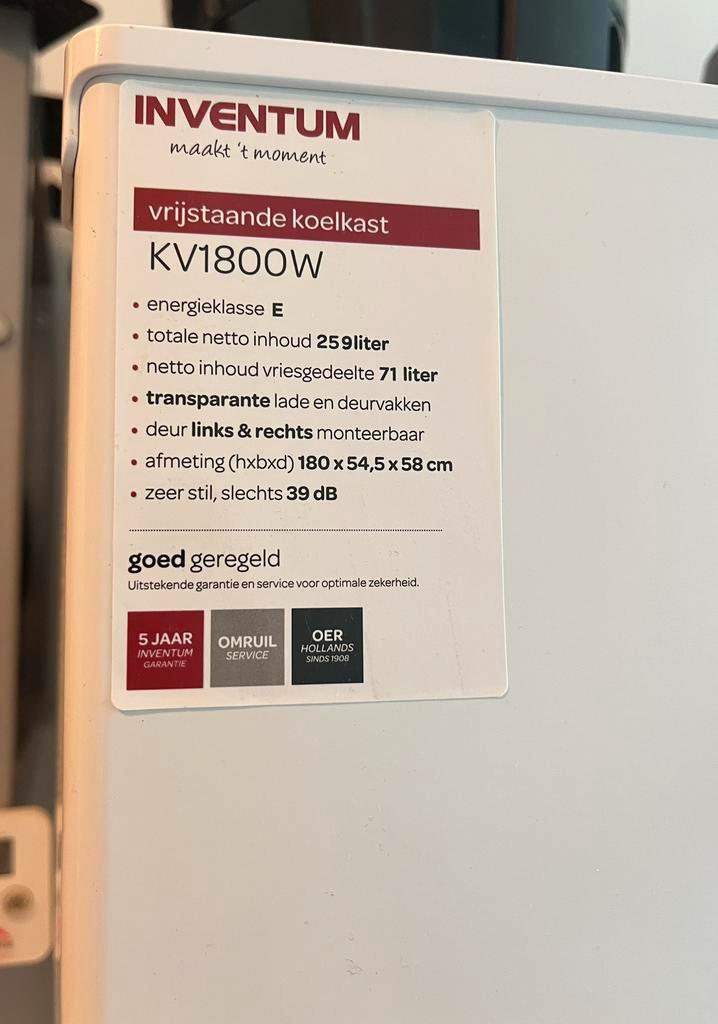 INVENTUM
maakt 't moment
vrijstaande koelkast
KV1800W
• energieklasse E
• totale netto inhoud 259liter
• netto inhoud vriesgedeelte 71 liter
• transparante lade en deurvakken
• deur links & rechts monteerbaar
• afmeting (hxbxd) 180 x 54,5 x 58 cm
• zeer stil, slechts 39 dB
goed geregeld
Uitstekende garantie en service voor optimale zekerheid.
5 JAAR
INVENTUM
GARANTIE
OMRUIL
SERVICE
OER
HOLLANDS
SINDS 1908